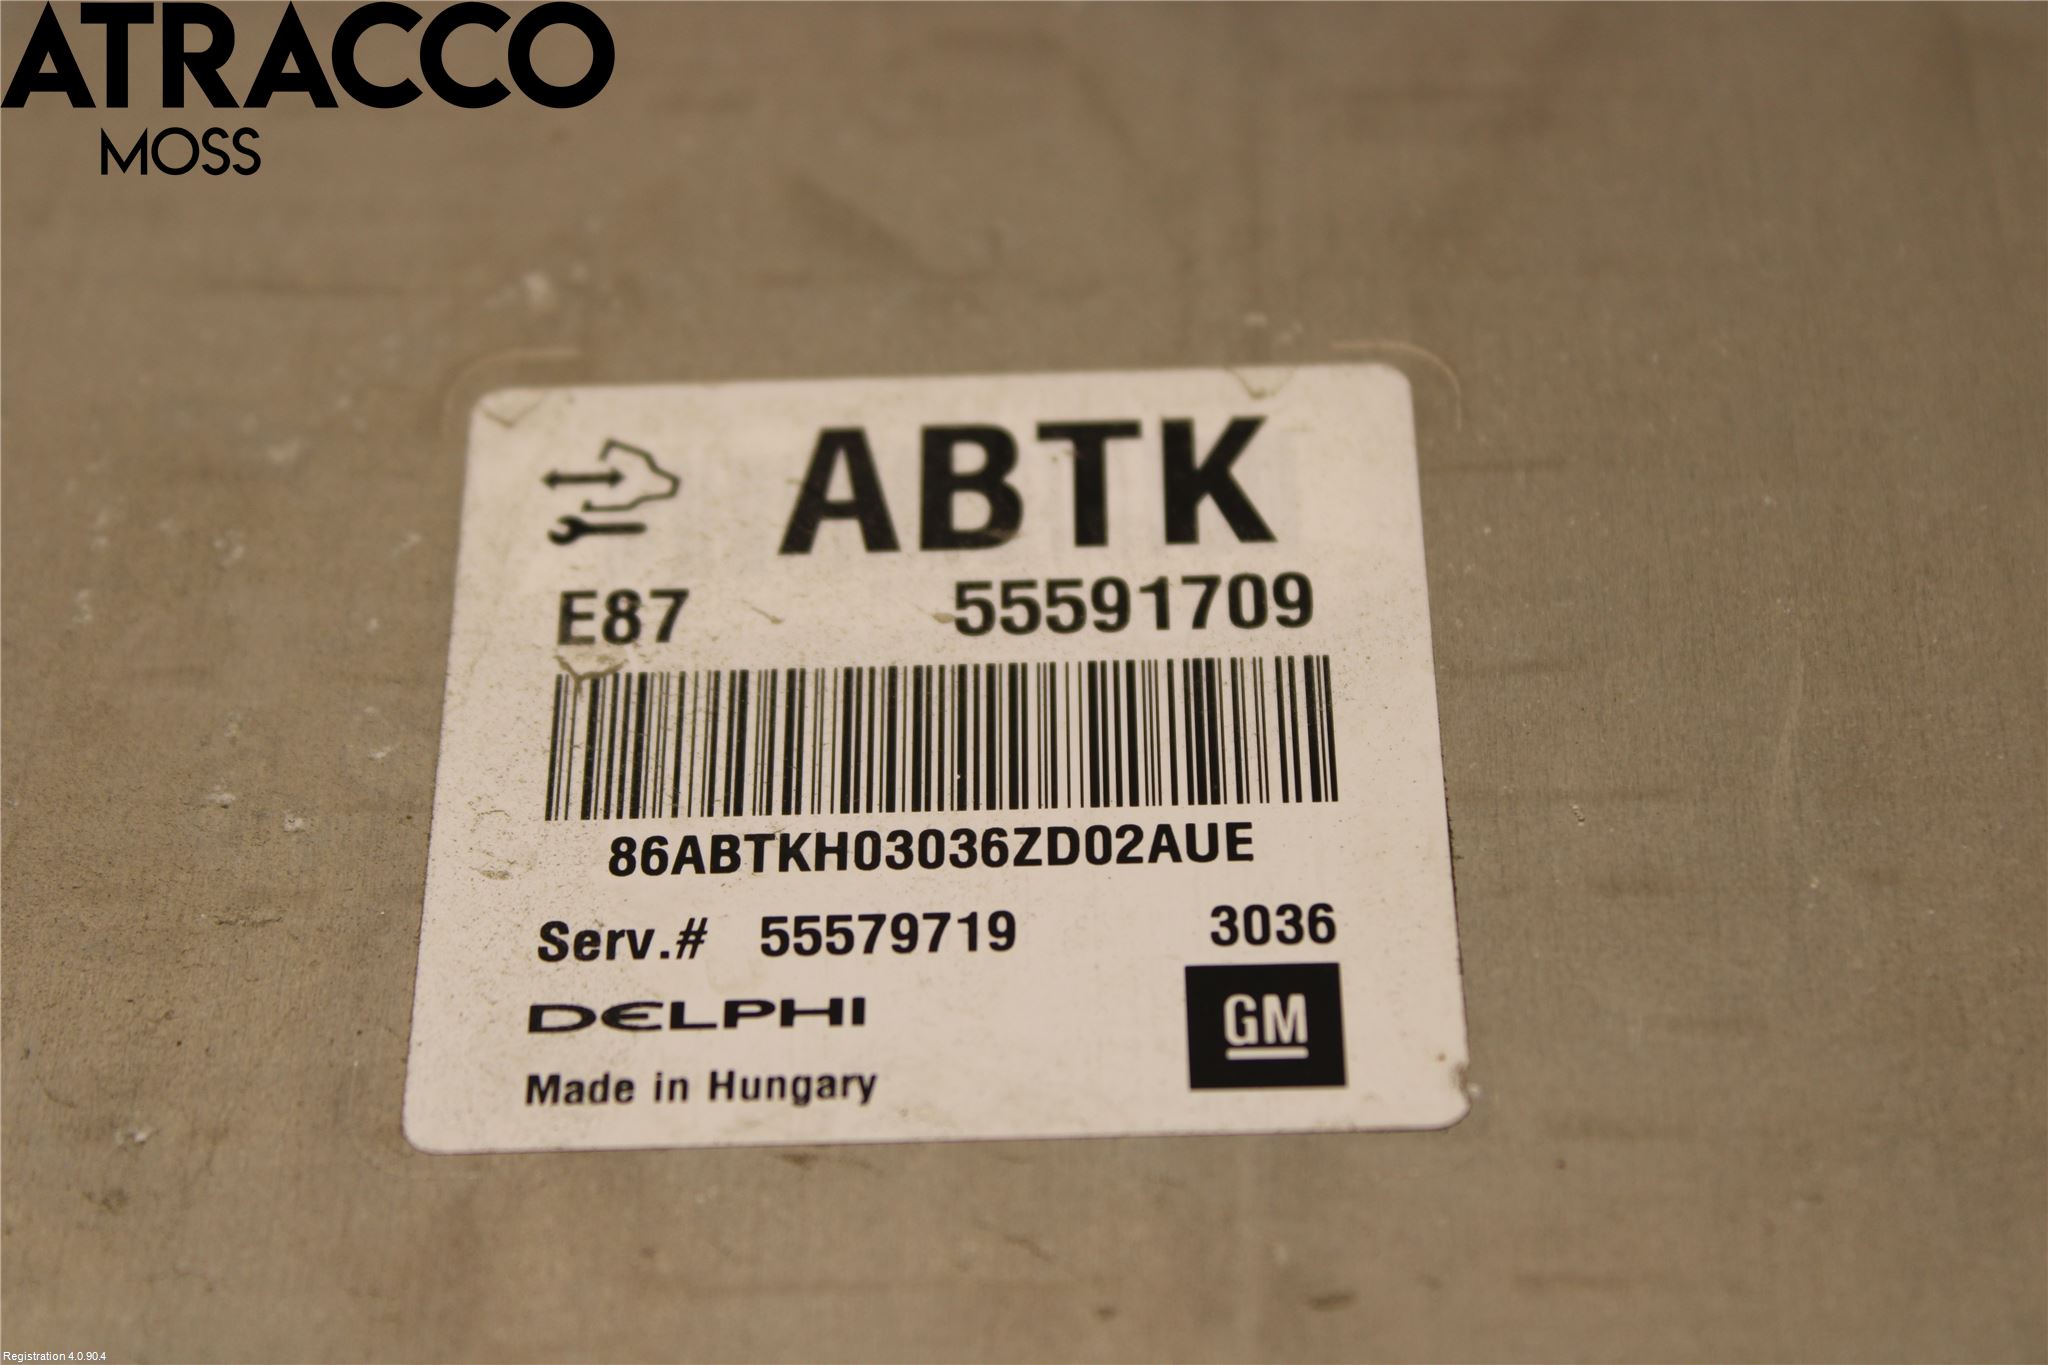 ATRACCO
MOSS
ABTK
E87 55591709
86ABTKH03036ZD02AUE
Serv.# 55579719 3036
DELPHI
GM
Made in Hungary
Registration 4.0.90.4